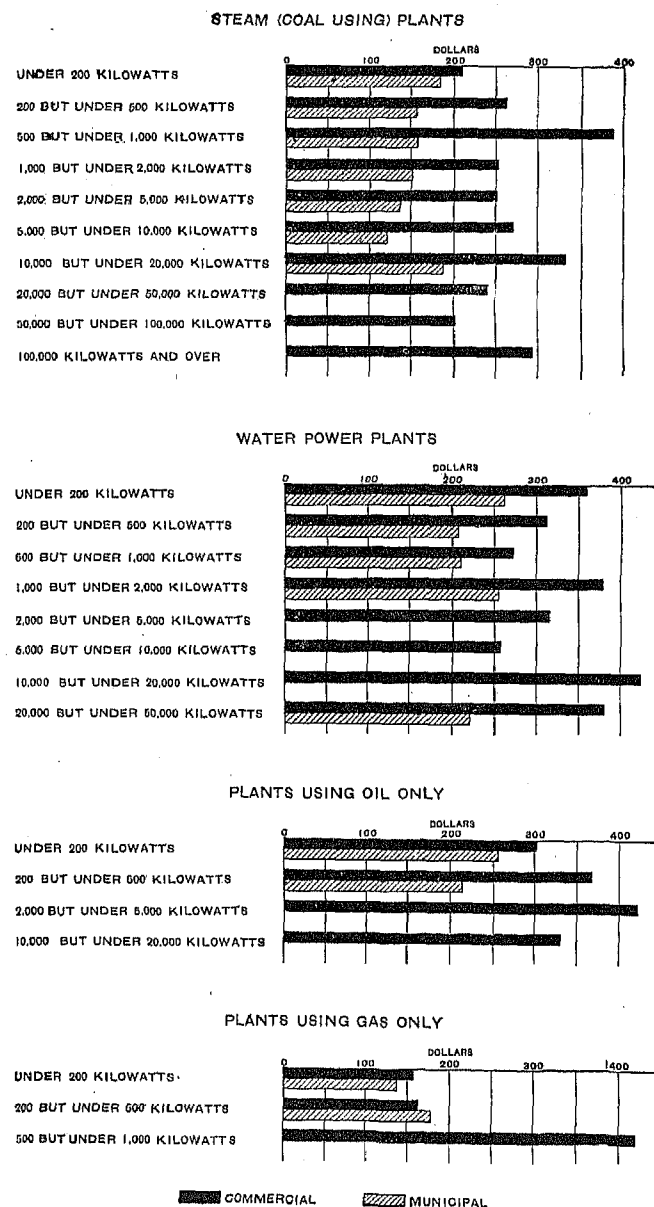 STEAM (COAL USING) PLANTS
DOLLARS
0 100 200 300 400
UNDER 200 KILOWATTS
200 BUT UNDER 500 KILOWATTS
500 BUT UNDER 1,000 KILOWATTS
1,000 BUT UNDER 2,000 KILOWATTS
2,000 BUT UNDER 5,000 KILOWATTS
5,000 BUT UNDER 10,000 KILOWATTS
10,000 BUT UNDER 20,000 KILOWATTS
20,000 BUT UNDER 50,000 KILOWATTS
50,000 BUT UNDER 100,000 KILOWATTS
100,000 KILOWATTS AND OVER
WATER POWER PLANTS
DOLLARS
0 100 200 300 400
UNDER 200 KILOWATTS
200 BUT UNDER 500 KILOWATTS
500 BUT UNDER 1,000 KILOWATTS
1,000 BUT UNDER 2,000 KILOWATTS
2,000 BUT UNDER 5,000 KILOWATTS
5,000 BUT UNDER 10,000 KILOWATTS
10,000 BUT UNDER 20,000 KILOWATTS
20,000 BUT UNDER 50,000 KILOWATTS
PLANTS USING OIL ONLY
DOLLARS
0 100 200 300 400
UNDER 200 KILOWATTS
200 BUT UNDER 500 KILOWATTS
2,000 BUT UNDER 5,000 KILOWATTS
10,000 BUT UNDER 20,000 KILOWATTS
PLANTS USING GAS ONLY
DOLLARS
0 100 200 300 400
UNDER 200 KILOWATTS
200 BUT UNDER 500 KILOWATTS
500 BUT UNDER 1,000 KILOWATTS
COMMERCIAL MUNICIPAL